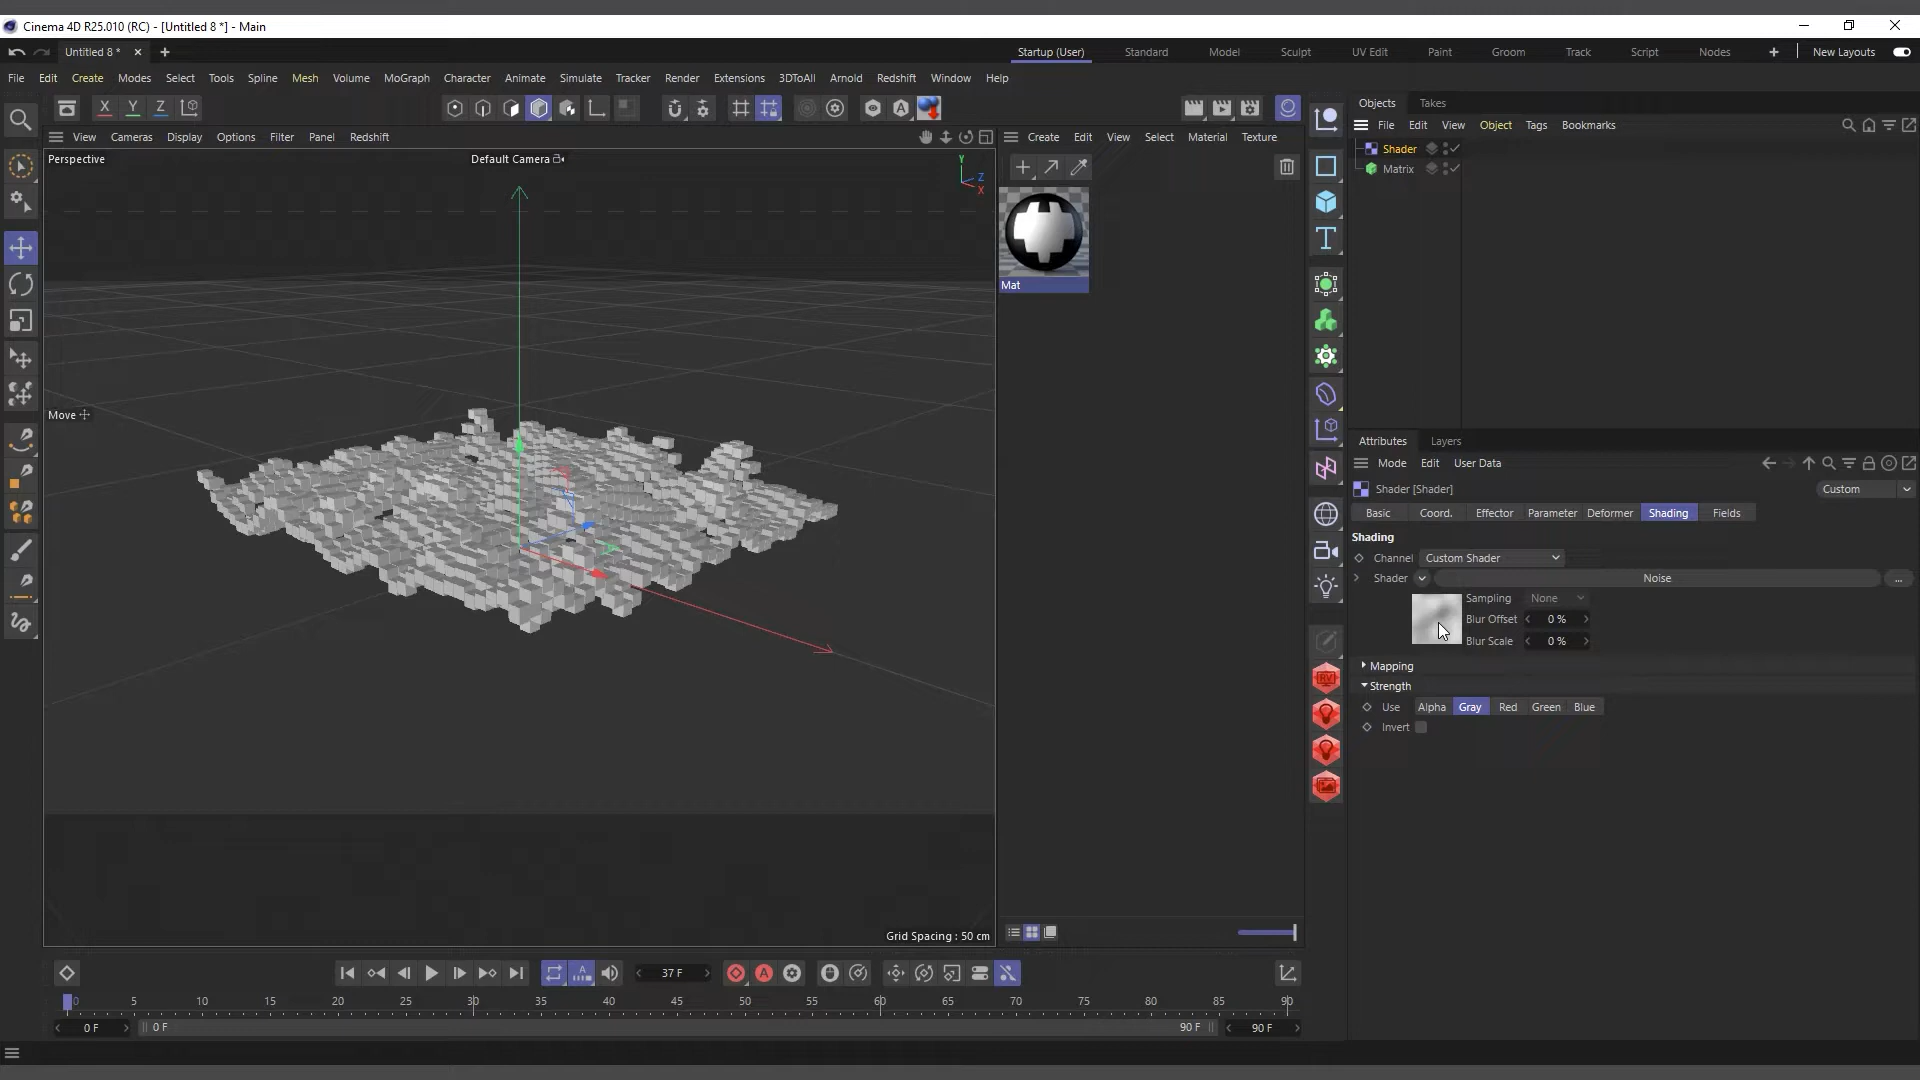 Cinema 4D R25.010 (RC) - [Untitled 8 *] - Main
Untitled 8 *
Startup (User) Standard Model Sculpt UV Edit Paint Groom Track Script Nodes New Layouts
File Edit Create Modes Select Tools Spline Mesh Volume MoGraph Character Animate Simulate Tracker Render Extensions 3DToAll Arnold Redshift Window Help
X Y Z
Objects Takes
View Cameras Display Options Filter Panel Redshift
Create Edit View Select Material Texture
File Edit View Object Tags Bookmarks
Perspective
Default Camera
Y
Z
X
Shader
Matrix
Mat
Move
Attributes Layers
Mode Edit User Data
Shader [Shader]
Custom
Basic Coord. Effector Parameter Deformer Shading Fields
Shading
Channel Custom Shader
Shader Noise ...
Sampling None
Blur Offset 0 %
Blur Scale 0 %
Mapping
Strength
Use Alpha Gray Red Green Blue
Invert
RV
Grid Spacing : 50 cm
37 F
0 5 10 15 20 25 30 35 40 45 50 55 60 65 70 75 80 85 90
0 F 0 F 90 F 90 F